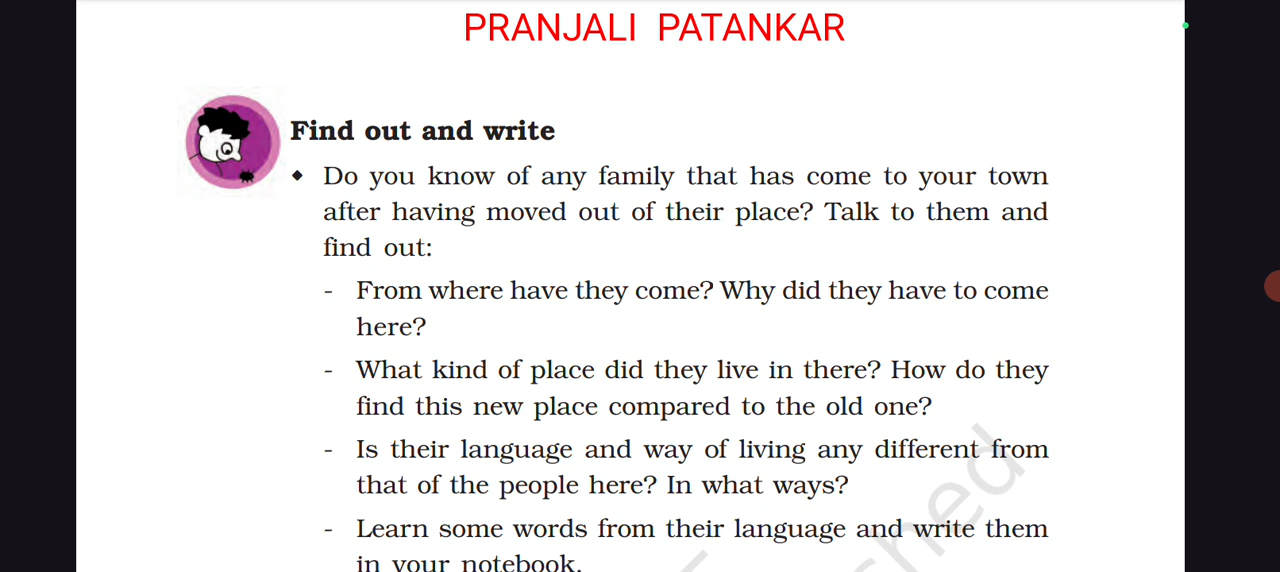 PRANJALI PATANKAR
Find out and write
◆ Do you know of any family that has come to your town
after having moved out of their place? Talk to them and
find out:
- From where have they come? Why did they have to come
here?
- What kind of place did they live in there? How do they
find this new place compared to the old one?
- Is their language and way of living any different from
that of the people here? In what ways?
- Learn some words from their language and write them
in your notebook.